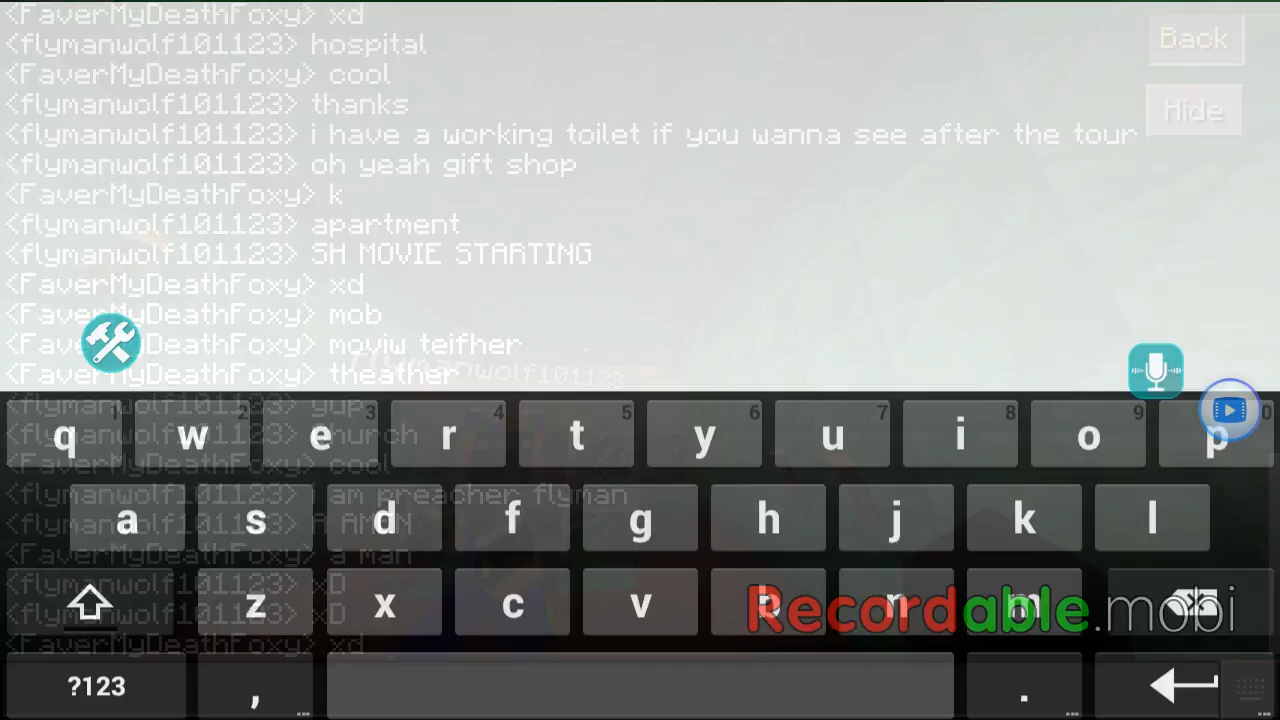 <FaverMyDeathFoxy> xd
<flymanwolf101123> hospital
<FaverMyDeathFoxy> cool
<flymanwolf101123> thanks
<flymanwolf101123> i have a working toilet if you wanna see after the tour
<flymanwolf101123> oh yeah gift shop
<FaverMyDeathFoxy> k
<flymanwolf101123> apartment
<flymanwolf101123> SH MOVIE STARTING
<FaverMyDeathFoxy> xd
<FaverMyDeathFoxy> mob
<FaverMyDeathFoxy> moviw teifher
<FaverMyDeathFoxy> theather
Back
Hide
flymanwolf101123
<flymanwolf101123> yup
<flymanwolf101123> church
<FaverMyDeathFoxy> cool
<flymanwolf101123> i am preacher flyman
<flymanwolf101123>
<FaverMyDeathFoxy> a man
<flymanwolf101123> xD
<flymanwolf101123> xD
<FaverMyDeathFoxy> xd
1 2 3 4 5 6 7 8 9 0
q w e r t y u i o p
a s d f g h j k l
z x c v b n m
Recordable.mobi
?123 , .